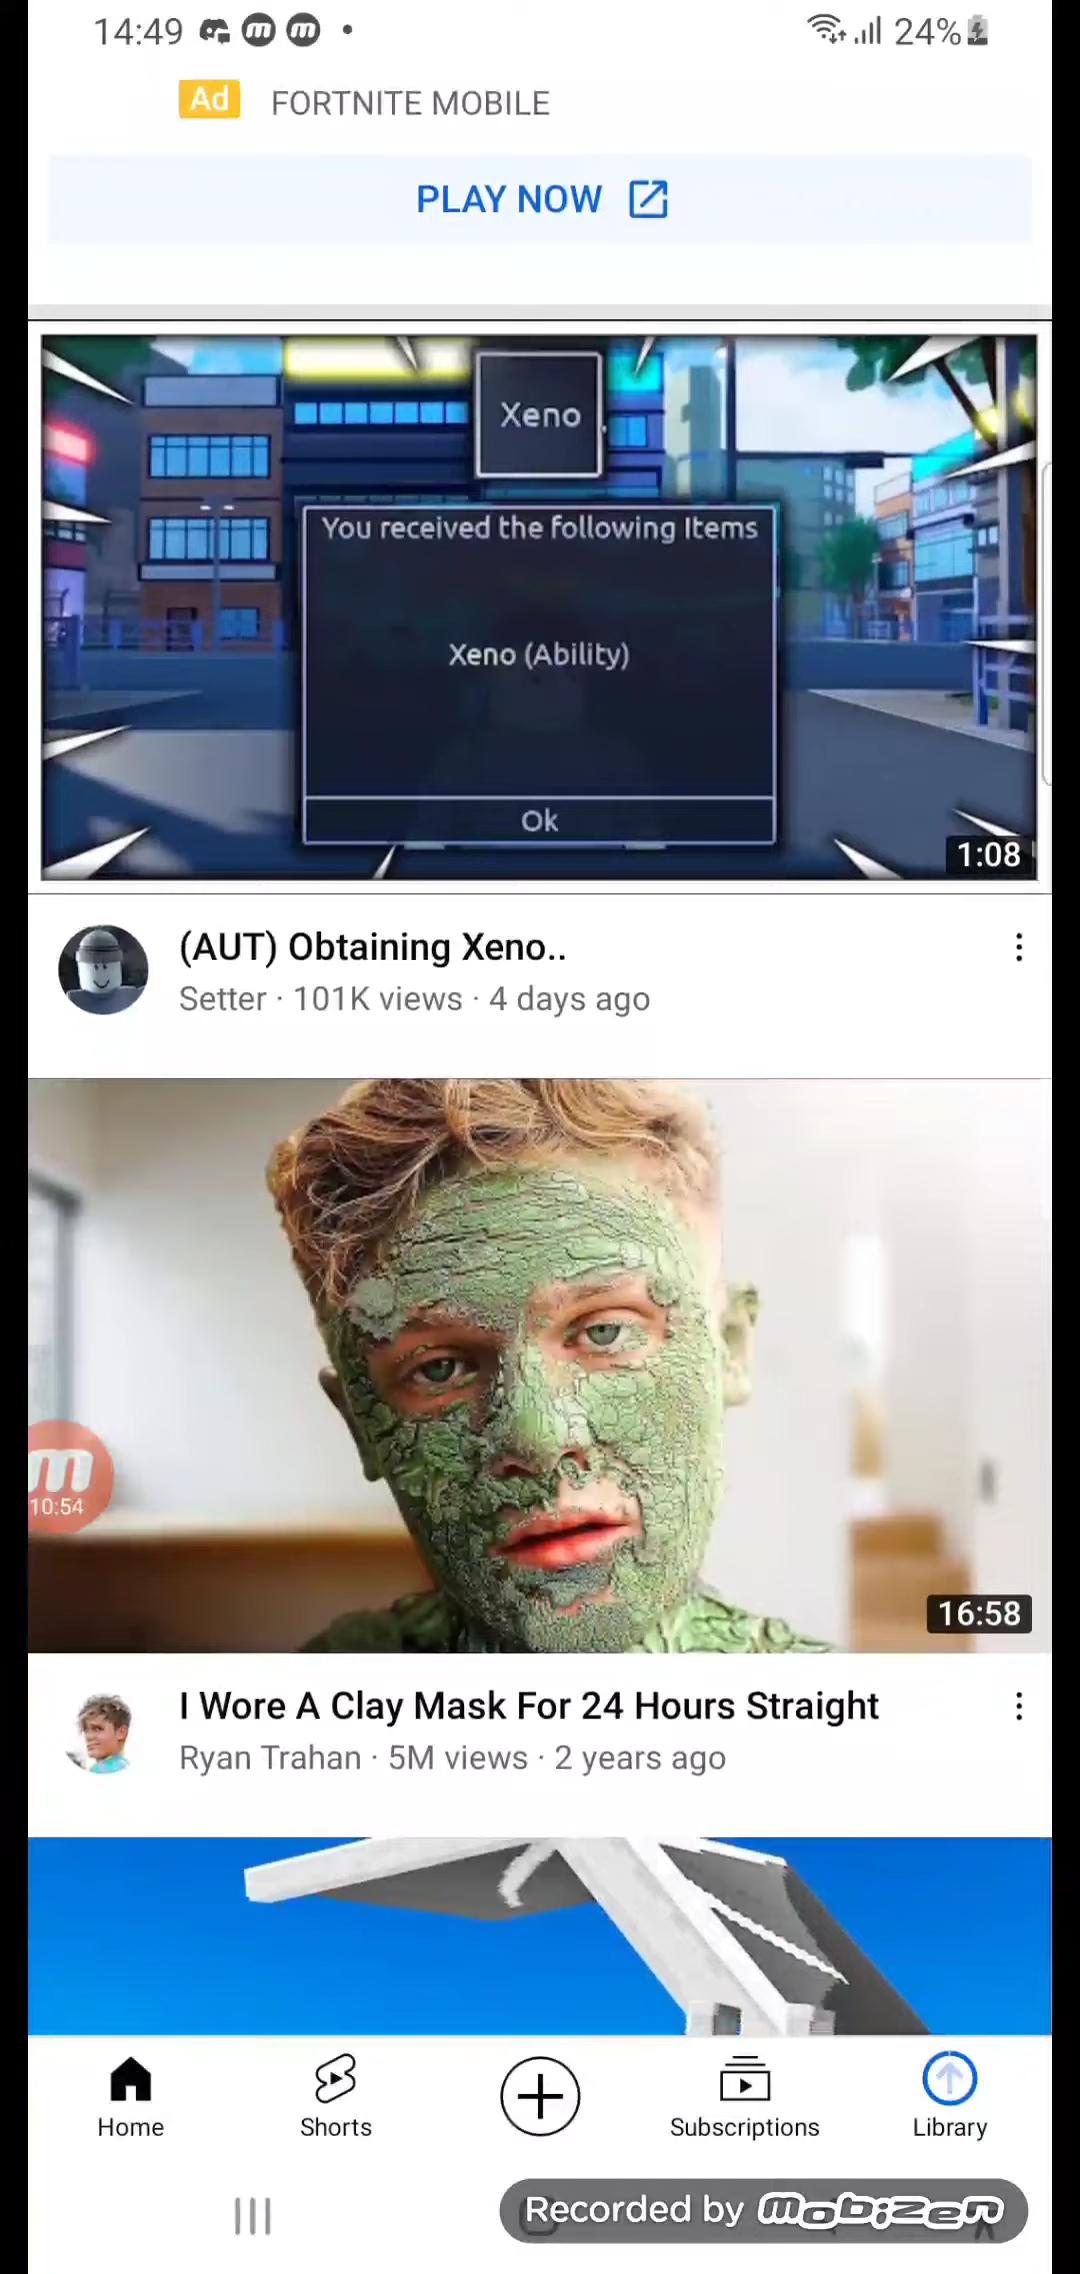 14:49
m m
24%
Ad FORTNITE MOBILE
PLAY NOW
Xeno
You received the following Items
Xeno (Ability)
Ok
1:08
(AUT) Obtaining Xeno..
Setter · 101K views · 4 days ago
m
10:54
16:58
I Wore A Clay Mask For 24 Hours Straight
Ryan Trahan · 5M views · 2 years ago
Home
Shorts
Subscriptions
Library
Recorded by mobizen